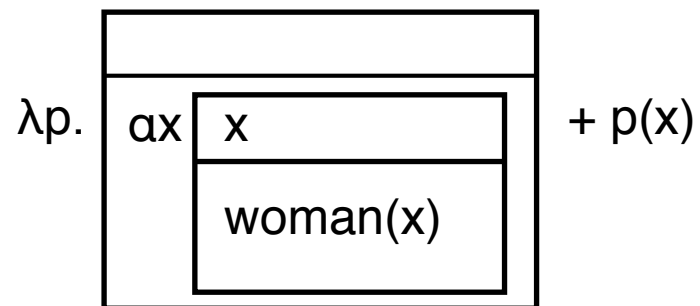 λp. αx x + p(x)
woman(x)